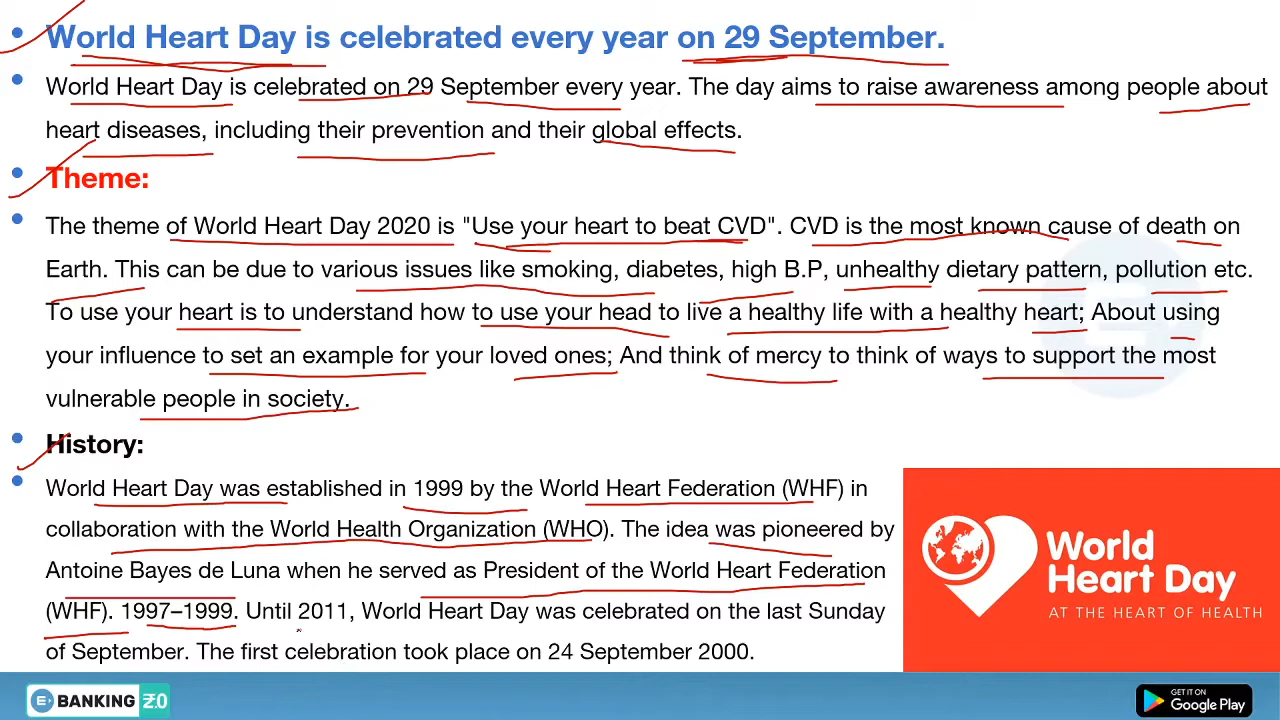 World Heart Day is celebrated every year on 29 September.
World Heart Day is celebrated on 29 September every year. The day aims to raise awareness among people about
heart diseases, including their prevention and their global effects.
Theme:
The theme of World Heart Day 2020 is "Use your heart to beat CVD". CVD is the most known cause of death on
Earth. This can be due to various issues like smoking, diabetes, high B.P, unhealthy dietary pattern, pollution etc.
To use your heart is to understand how to use your head to live a healthy life with a healthy heart; About using
your influence to set an example for your loved ones; And think of mercy to think of ways to support the most
vulnerable people in society.
History:
World Heart Day was established in 1999 by the World Heart Federation (WHF) in
collaboration with the World Health Organization (WHO). The idea was pioneered by
Antoine Bayes de Luna when he served as President of the World Heart Federation
(WHF). 1997–1999. Until 2011, World Heart Day was celebrated on the last Sunday
of September. The first celebration took place on 24 September 2000.
World
Heart Day
AT THE HEART OF HEALTH
BANKING ₹.0
GET IT ON
Google Play